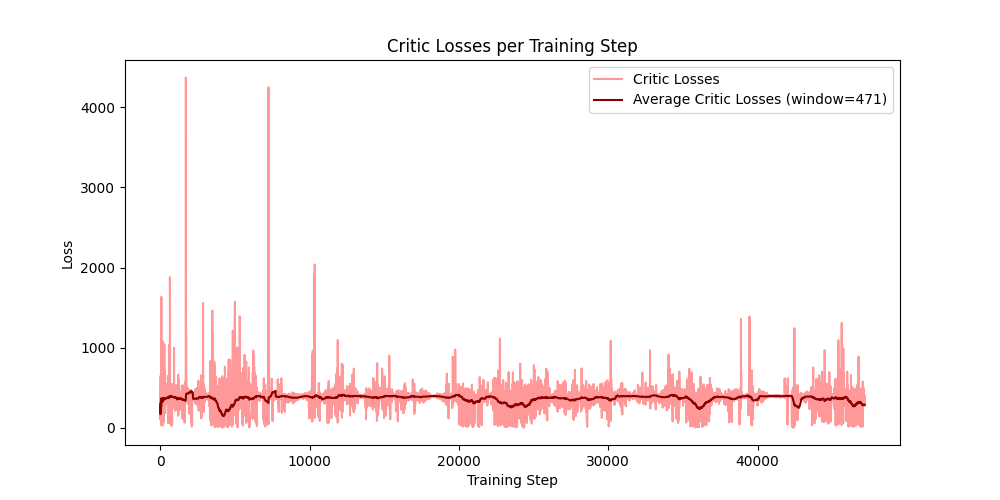 Critic Losses per Training Step
Critic Losses
Average Critic Losses (window=471)
Loss
4000
3000
2000
1000
0
0 10000 20000 30000 40000
Training Step